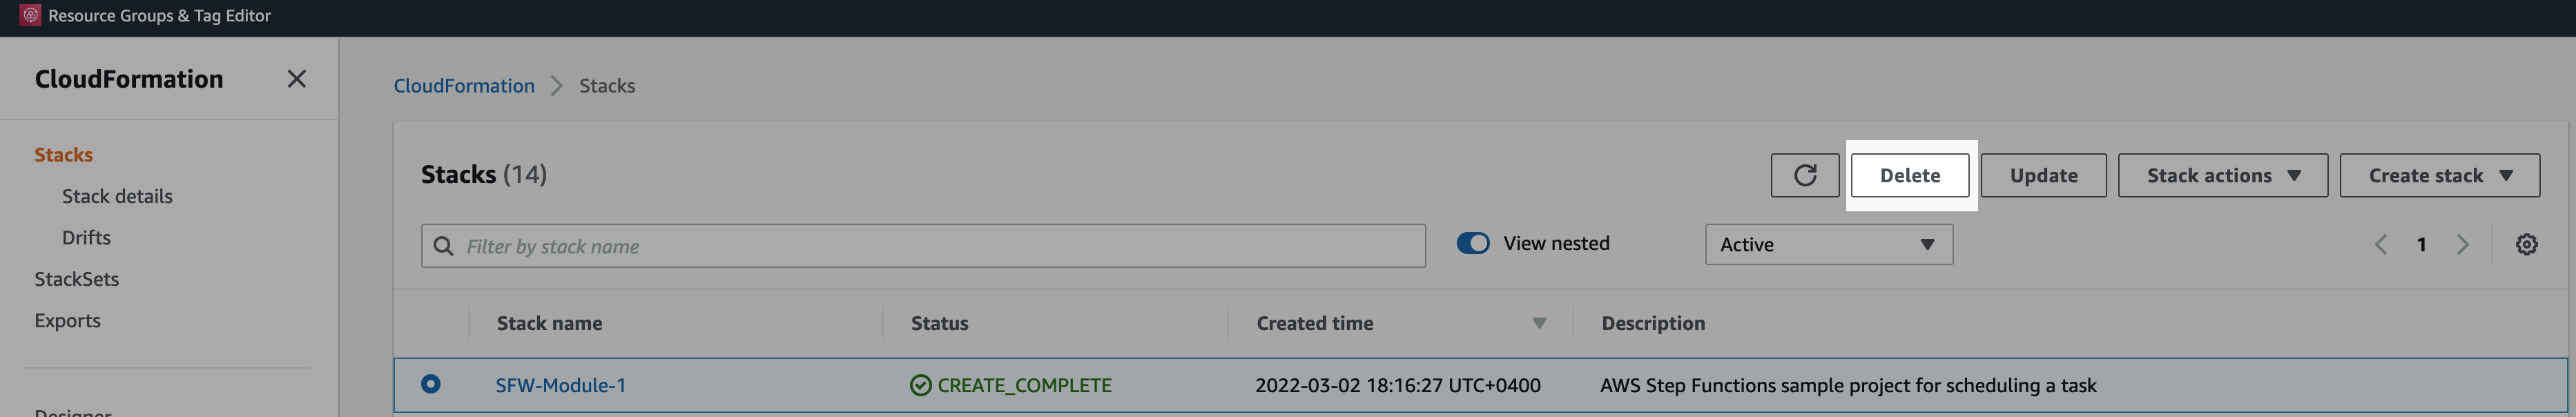 Resource Groups & Tag Editor
CloudFormation
Stacks
Stack details
Drifts
StackSets
Exports
Designer
CloudFormation > Stacks
Stacks (14)
Delete
Update
Stack actions
Create stack
Filter by stack name
View nested
Active
1
Stack name Status Created time Description
SFW-Module-1 CREATE_COMPLETE 2022-03-02 18:16:27 UTC+0400 AWS Step Functions sample project for scheduling a task